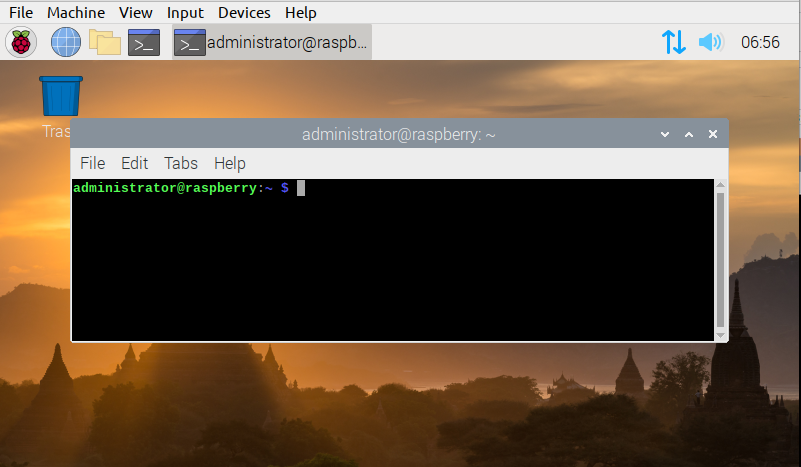 File Machine View Input Devices Help
administrator@raspb... 06:56
Tras
administrator@raspberry: ~
File Edit Tabs Help
administrator@raspberry:~ $